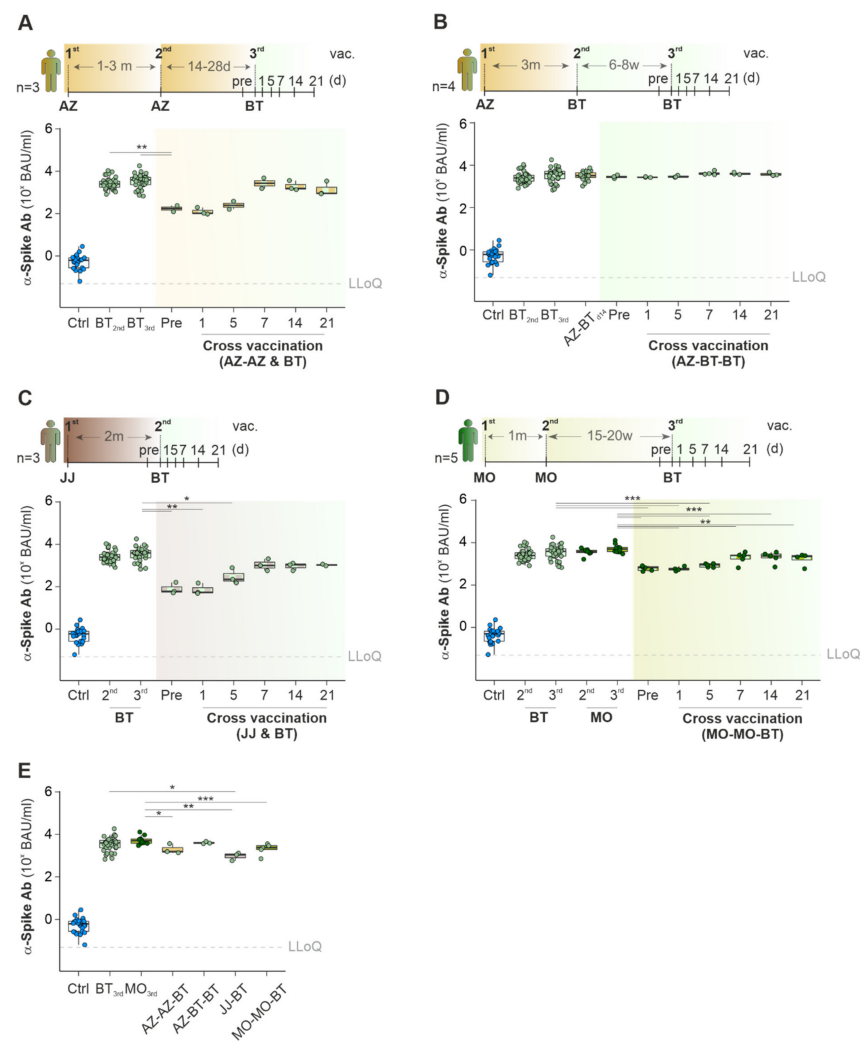 A
1st 2nd 3rd vac.
1-3 m 14-28d
pre 1 5 7 14 21 (d)
n=3
AZ AZ BT
α-Spike Ab (10x BAU/ml)
6
4
2
0
-4
LLoQ
Ctrl BT2nd BT3rd Pre 1 5 7 14 21
**
Cross vaccination
(AZ-AZ & BT)
B
1st 2nd 3rd vac.
3m 6-8w
pre 1 5 7 14 21 (d)
n=4
AZ BT BT
α-Spike Ab (10x BAU/ml)
6
4
2
0
-4
LLoQ
Ctrl BT2nd BT3rd AZ-BTd14 Pre 1 5 7 14 21
Cross vaccination
(AZ-BT-BT)
C
1st 2nd vac.
2m
pre 1 5 7 14 21 (d)
n=3
JJ BT
α-Spike Ab (10x BAU/ml)
6
4
2
0
-4
*
**
LLoQ
Ctrl 2nd 3rd Pre 1 5 7 14 21
BT Cross vaccination
(JJ & BT)
D
1st 2nd 3rd vac.
1m 15-20w
pre 1 5 7 14 21 (d)
n=5
MO MO BT
α-Spike Ab (10x BAU/ml)
6
4
2
0
-4
***
***
**
LLoQ
Ctrl 2nd 3rd 2nd 3rd Pre 1 5 7 14 21
BT MO Cross vaccination
(MO-MO-BT)
E
α-Spike Ab (10x BAU/ml)
6
4
2
0
-4
*
***
**
*
LLoQ
Ctrl BT3rd MO3rd AZ-AZ-BT AZ-BT-BT JJ-BT MO-MO-BT